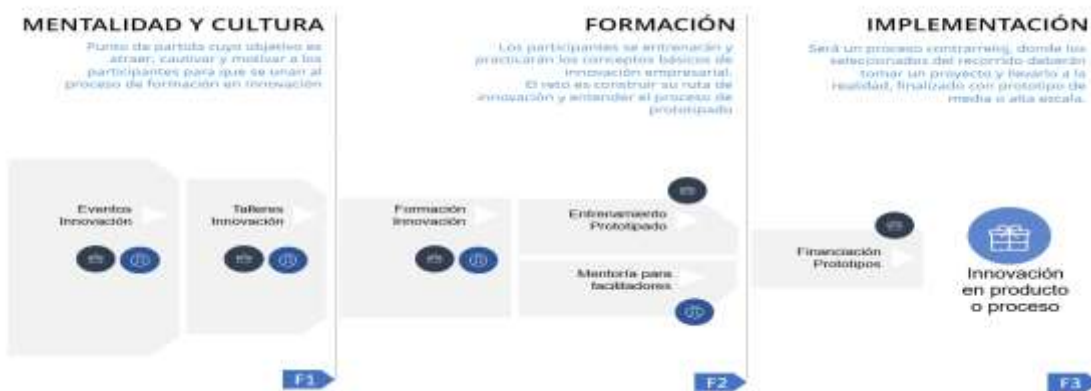 MENTALIDAD Y CULTURA
Punto de partida cuyo objetivo es
atraer, cautivar y motivar a los
participantes para que se unan al
proceso de formación en innovación
FORMACIÓN
Los participantes se entrenarán y
practicarán los conceptos básicos de
innovación empresarial.
El reto es construir su ruta de
innovación y entender el proceso de
prototipado
IMPLEMENTACIÓN
Será un proceso contrarreloj, donde los
seleccionados del recorrido deberán
tomar un proyecto y llevarlo a la
realidad, finalizado con prototipo de
media o alta escala.
Eventos
Innovación
Talleres
Innovación
Formación
Innovación
Entrenamiento
Prototipado
Mentoría para
facilitadores
Financiación
Prototipos
Innovación
en producto
o proceso
F1
F2
F3